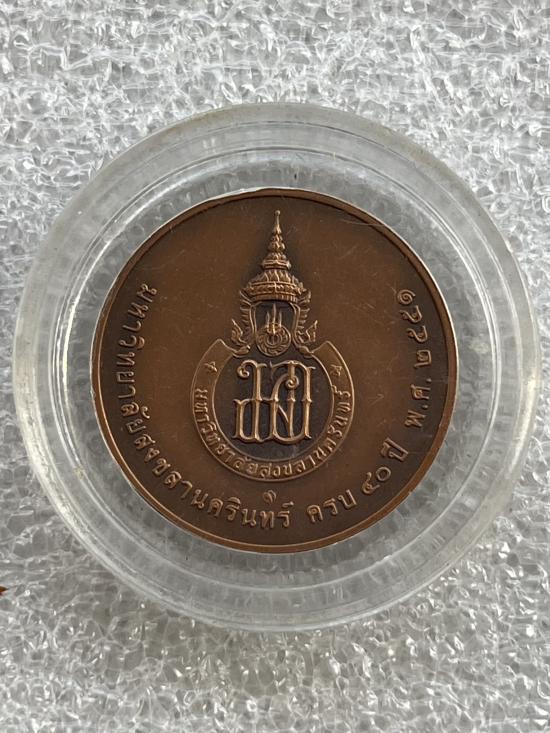 มหาวิทยาลัยสงขลานครินทร์ ครบ ๔๐ ปี พ.ศ. ๒๕๕๑
มหาวิทยาลัยสงขลานครินทร์